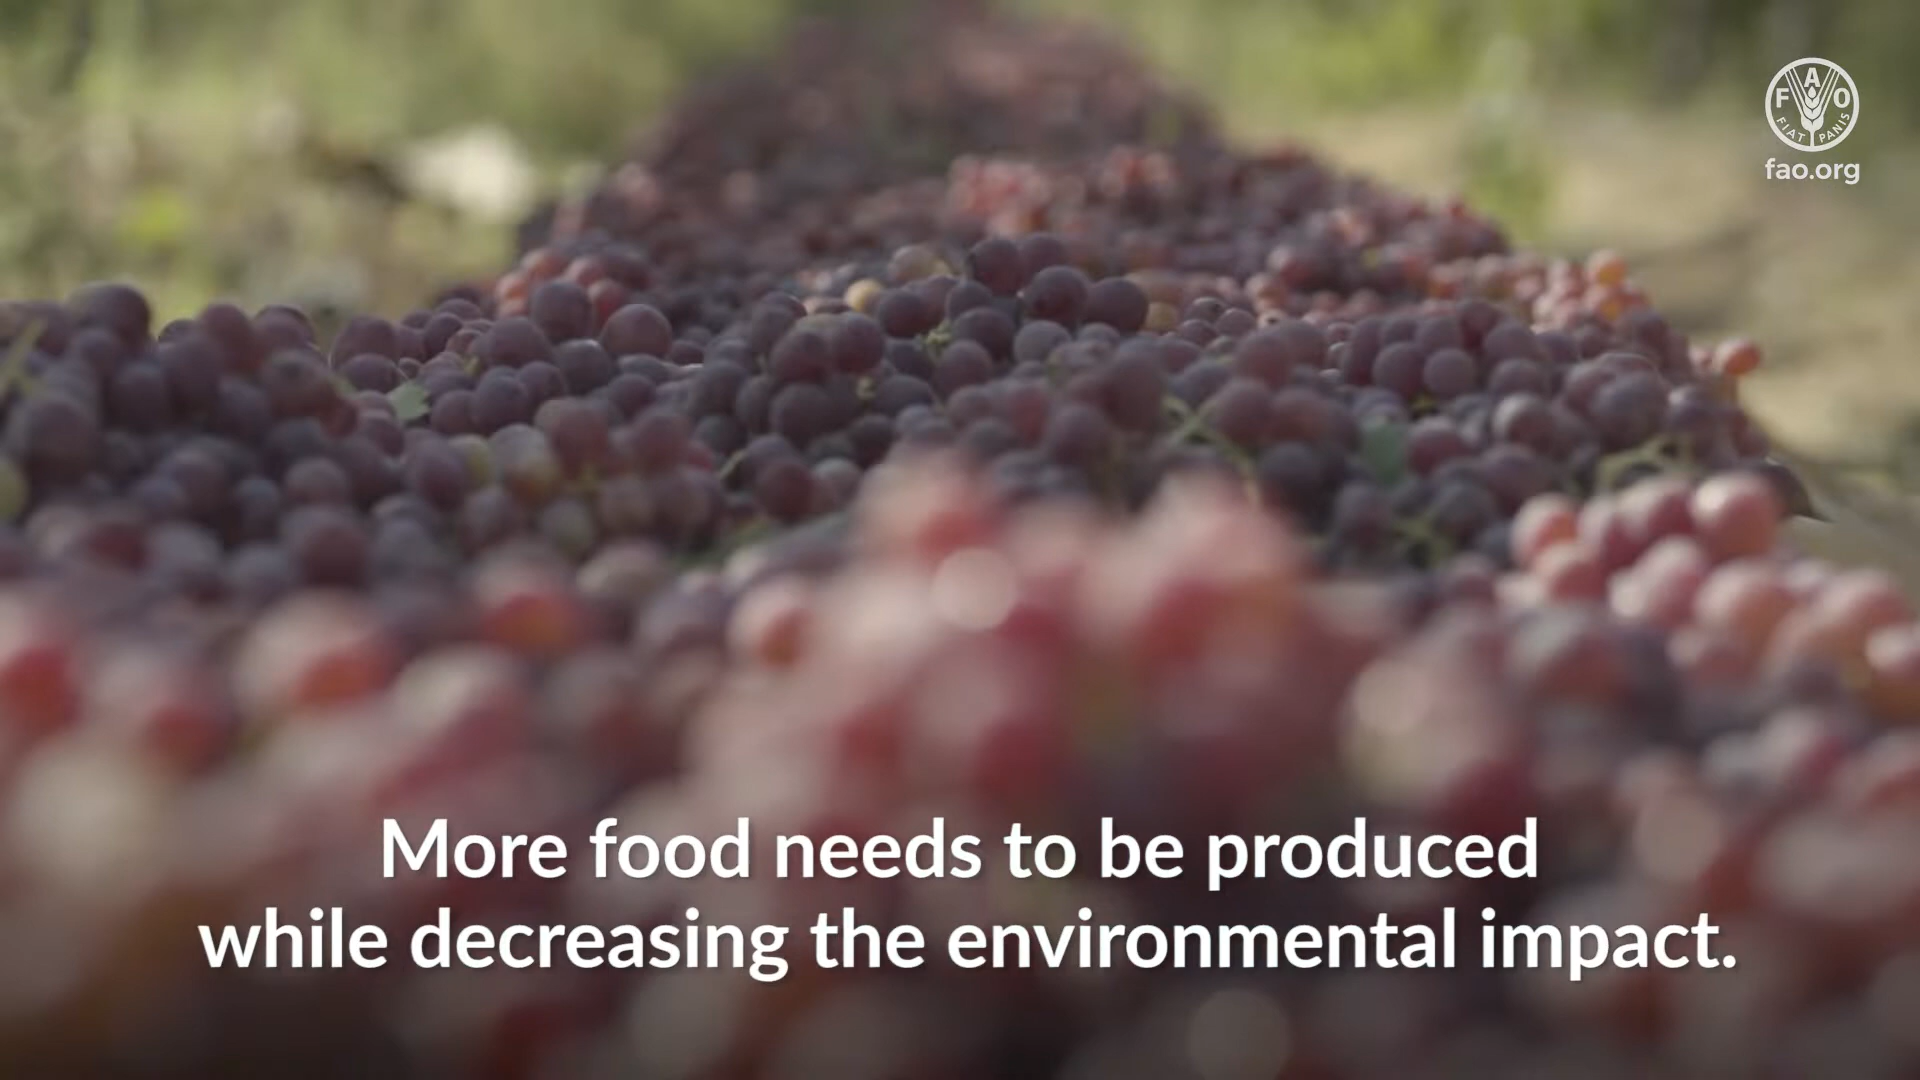 F A O
FIAT PANIS
fao.org
More food needs to be produced
while decreasing the environmental impact.